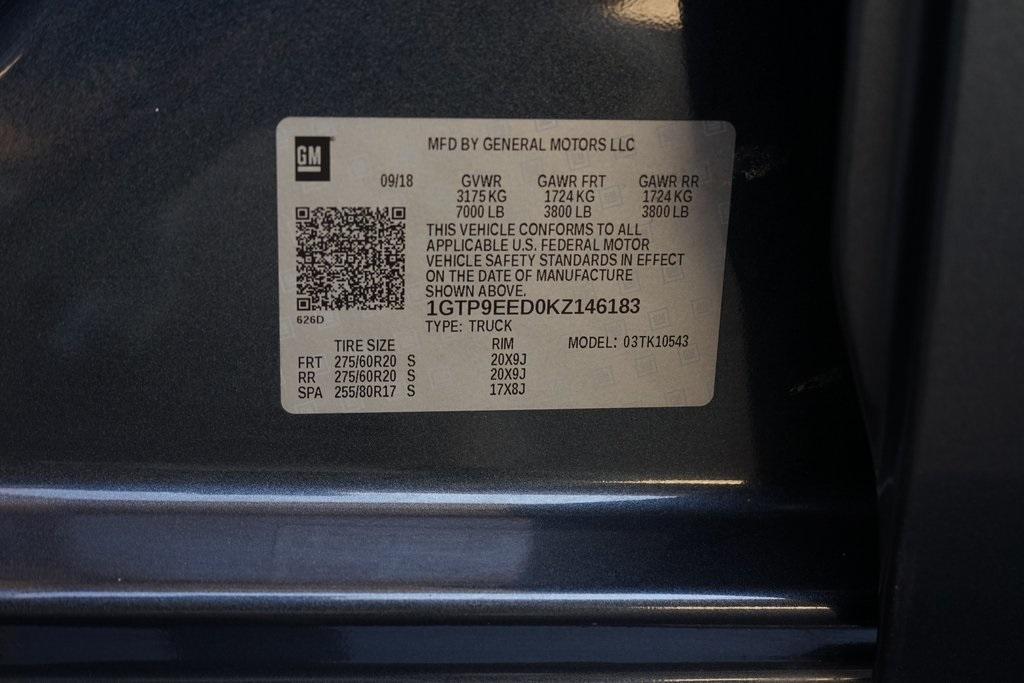 GM
MFD BY GENERAL MOTORS LLC
09/18 GVWR GAWR FRT GAWR RR
3175 KG 1724 KG 1724 KG
7000 LB 3800 LB 3800 LB
THIS VEHICLE CONFORMS TO ALL
APPLICABLE U.S. FEDERAL MOTOR
VEHICLE SAFETY STANDARDS IN EFFECT
ON THE DATE OF MANUFACTURE
SHOWN ABOVE.
626D
1GTP9EED0KZ146183
TYPE: TRUCK
TIRE SIZE RIM MODEL: 03TK10543
FRT 275/60R20 S 20X9J
RR 275/60R20 S 20X9J
SPA 255/80R17 S 17X8J